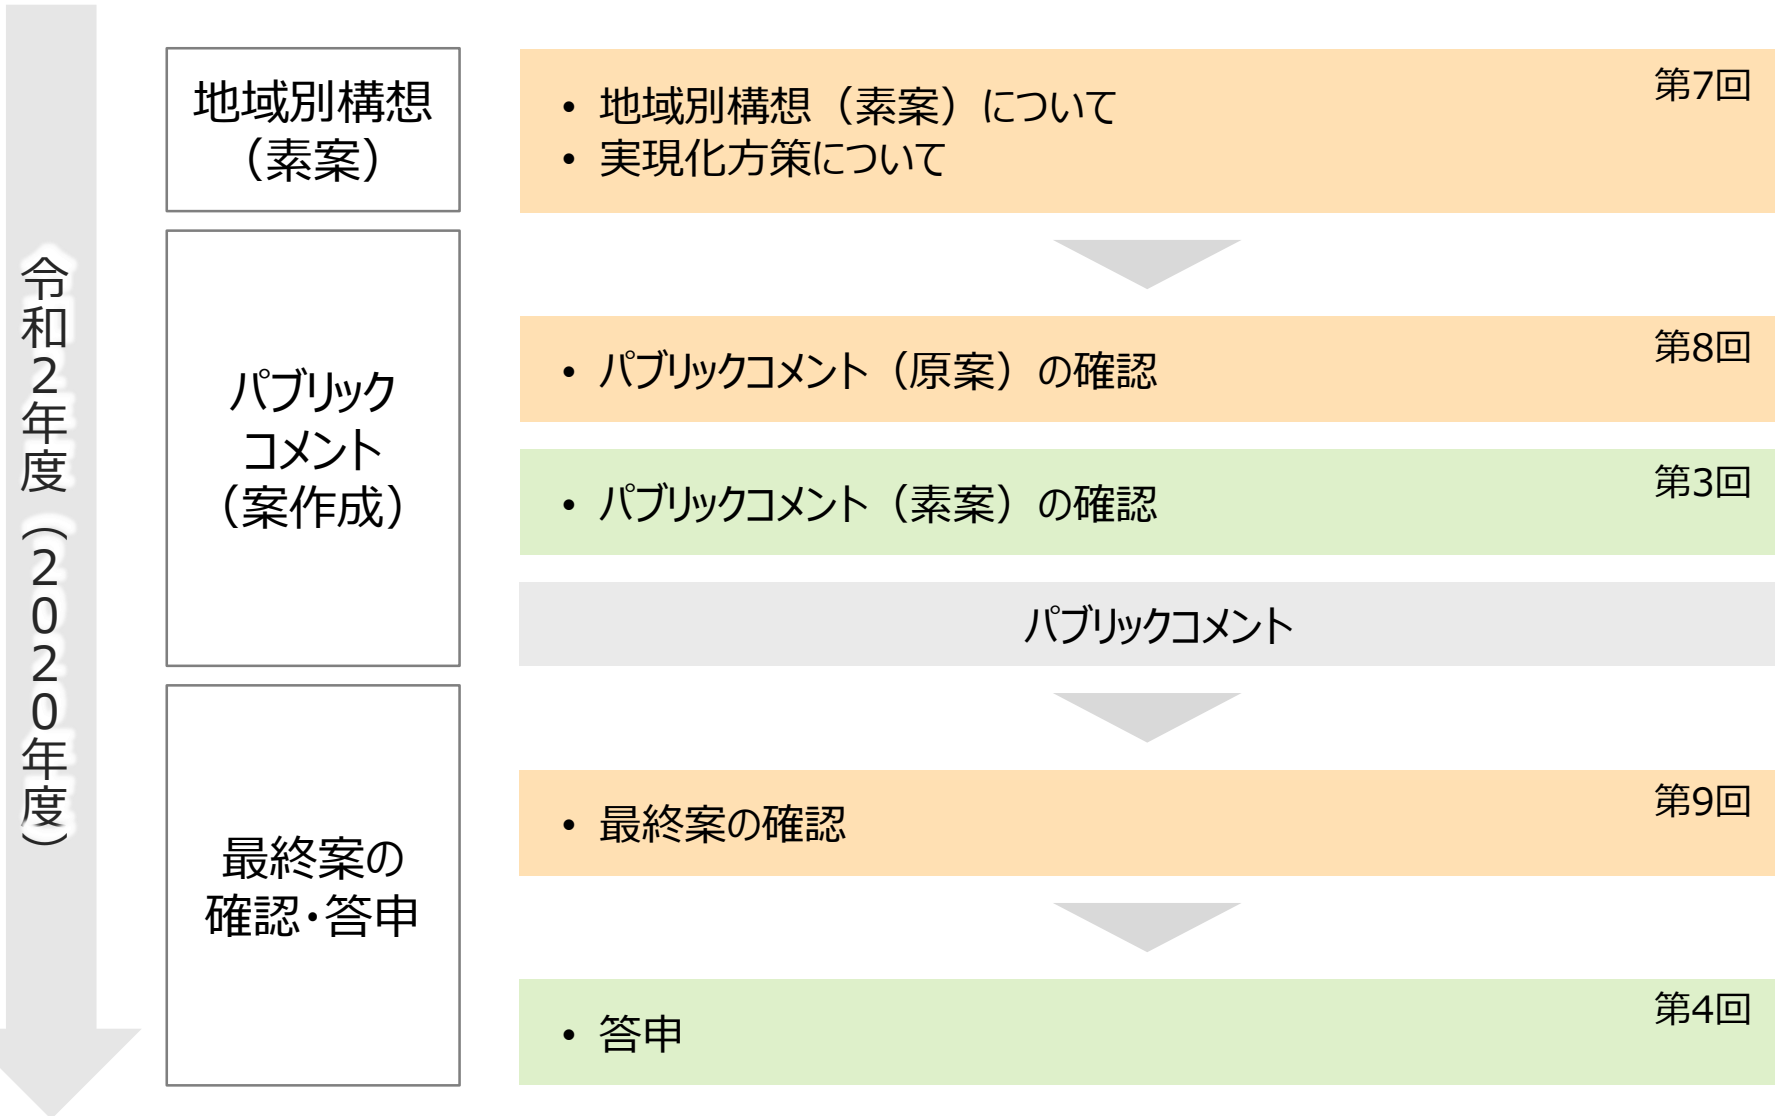 令和２年度（２０２０年度）
地域別構想
（素案）
第7回
• 地域別構想（素案）について
• 実現化方策について
パブリック
コメント
（案作成）
第8回
• パブリックコメント（原案）の確認
第3回
• パブリックコメント（素案）の確認
パブリックコメント
最終案の
確認・答申
第9回
• 最終案の確認
第4回
• 答申